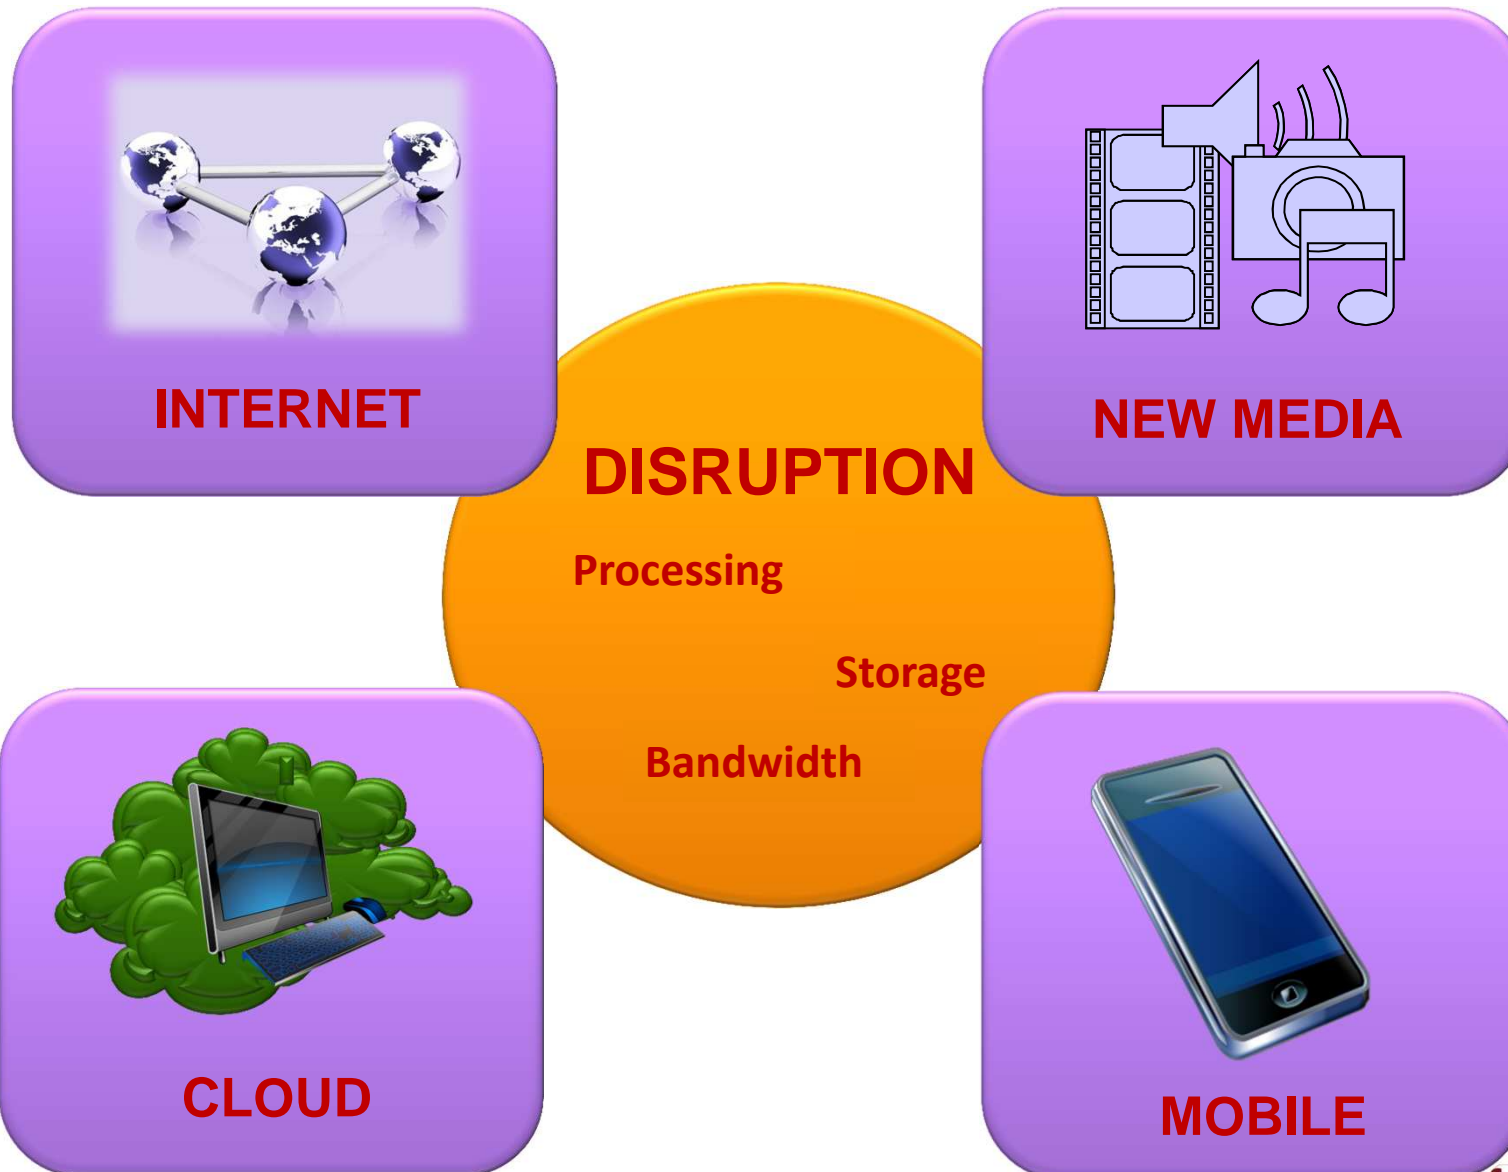 INTERNET
NEW MEDIA
DISRUPTION
Processing
Storage
Bandwidth
CLOUD
MOBILE